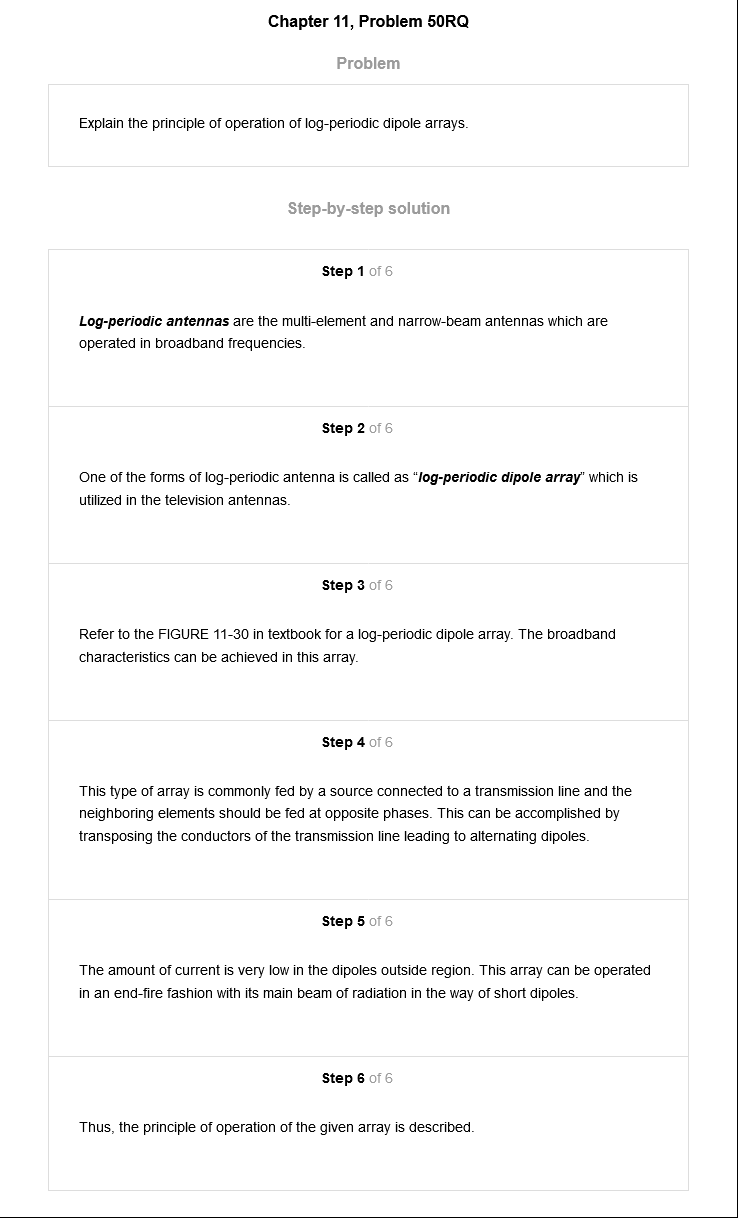 Chapter 11, Problem 50RQ
Problem
Explain the principle of operation of log-periodic dipole arrays.
Step-by-step solution
Step 1 of 6
Log-periodic antennas are the multi-element and narrow-beam antennas which are
operated in broadband frequencies.
Step 2 of 6
One of the forms of log-periodic antenna is called as “log-periodic dipole array” which is
utilized in the television antennas.
Step 3 of 6
Refer to the FIGURE 11-30 in textbook for a log-periodic dipole array. The broadband
characteristics can be achieved in this array.
Step 4 of 6
This type of array is commonly fed by a source connected to a transmission line and the
neighboring elements should be fed at opposite phases. This can be accomplished by
transposing the conductors of the transmission line leading to alternating dipoles.
Step 5 of 6
The amount of current is very low in the dipoles outside region. This array can be operated
in an end-fire fashion with its main beam of radiation in the way of short dipoles.
Step 6 of 6
Thus, the principle of operation of the given array is described.